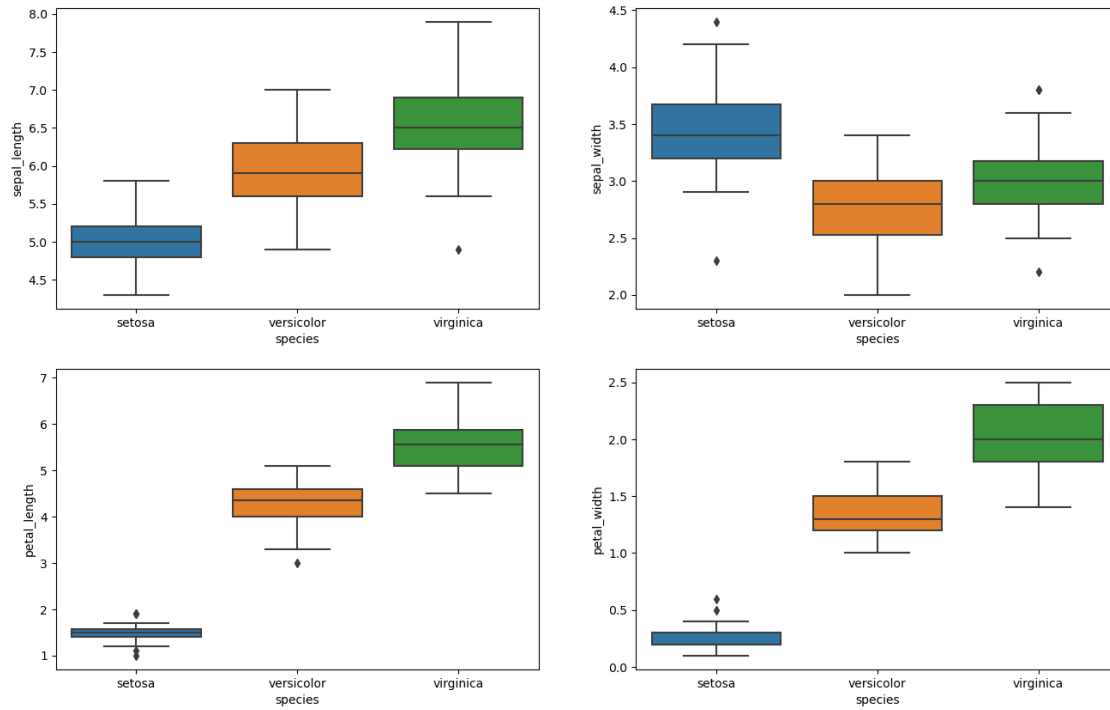 sepal_length
8.0
7.5
7.0
6.5
6.0
5.5
5.0
4.5
setosa versicolor virginica
species
sepal_width
4.5
4.0
3.5
3.0
2.5
2.0
setosa versicolor virginica
species
petal_length
7
6
5
4
3
2
1
setosa versicolor virginica
species
petal_width
2.5
2.0
1.5
1.0
0.5
0.0
setosa versicolor virginica
species